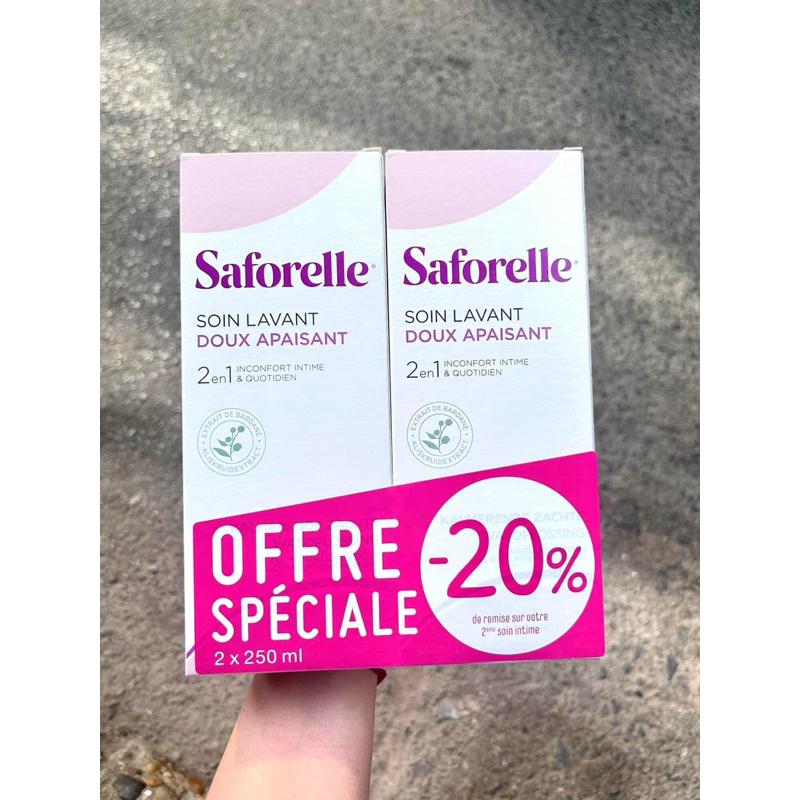 Saforelle®
SOIN LAVANT
DOUX APAISANT
2en1 INCONFORT INTIME
& QUOTIDIEN
EXTRAIT DE BARDANE
KLISKRUIDEXTRACT
Saforelle®
SOIN LAVANT
DOUX APAISANT
2en1 INCONFORT INTIME
& QUOTIDIEN
EXTRAIT DE BARDANE
KLISKRUIDEXTRACT
OFFRE
SPÉCIALE
2 x 250 ml
-20%
de remise sur votre
2ème soin intime